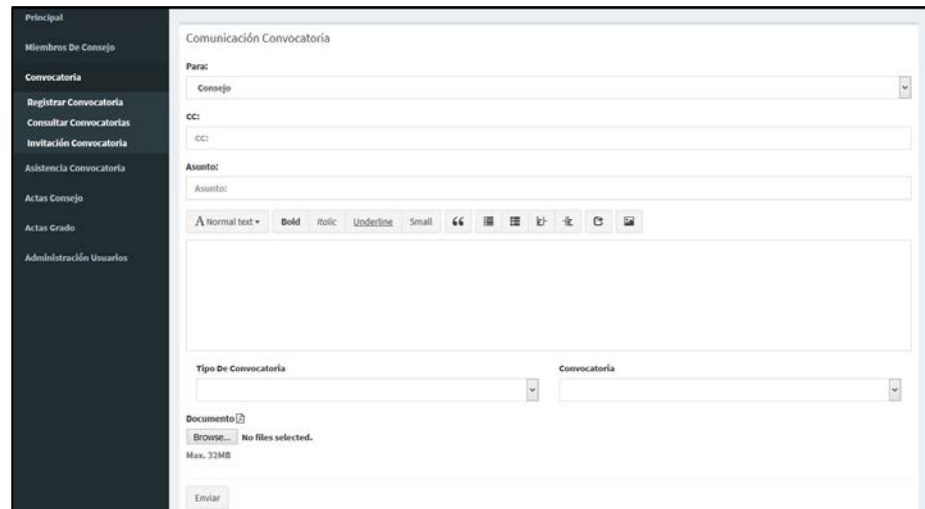 Principal
Miembros De Consejo
Convocatoria
Registrar Convocatoria
Consultar Convocatorias
Invitación Convocatoria
Asistencia Convocatoria
Actas Consejo
Actas Grado
Administración Usuarios
Comunicación Convocatoria
Para:
Consejo
CC:
CC:
Asunto:
Asunto:
A Normal text Bold Italic Underline Small
Tipo De Convocatoria Convocatoria
Documento
Browse... No files selected.
Max. 32MB
Enviar